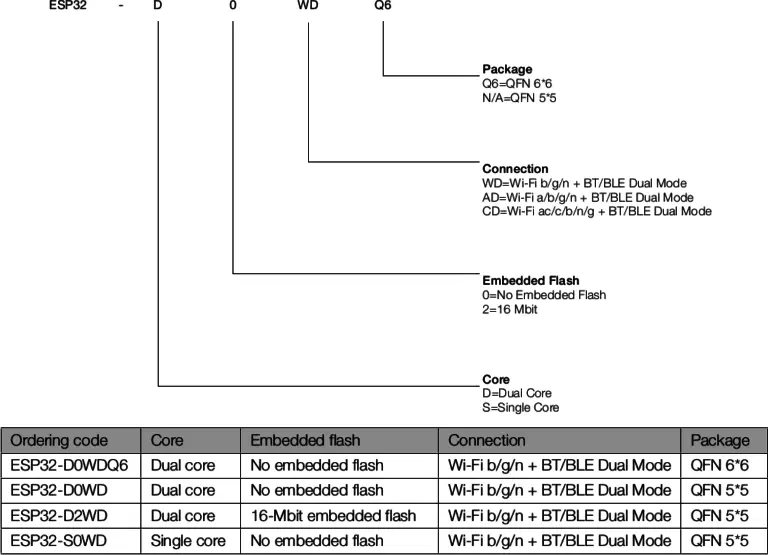 ESP32 - D 0 WD Q6
Package
Q6=QFN 6*6
N/A=QFN 5*5
Connection
WD=Wi-Fi b/g/n + BT/BLE Dual Mode
AD=Wi-Fi a/b/g/n + BT/BLE Dual Mode
CD=Wi-Fi ac/c/b/n/g + BT/BLE Dual Mode
Embedded Flash
0=No Embedded Flash
2=16 Mbit
Core
D=Dual Core
S=Single Core
Ordering code Core Embedded flash Connection Package
ESP32-D0WDQ6 Dual core No embedded flash Wi-Fi b/g/n + BT/BLE Dual Mode QFN 6*6
ESP32-D0WD Dual core No embedded flash Wi-Fi b/g/n + BT/BLE Dual Mode QFN 5*5
ESP32-D2WD Dual core 16-Mbit embedded flash Wi-Fi b/g/n + BT/BLE Dual Mode QFN 5*5
ESP32-S0WD Single core No embedded flash Wi-Fi b/g/n + BT/BLE Dual Mode QFN 5*5